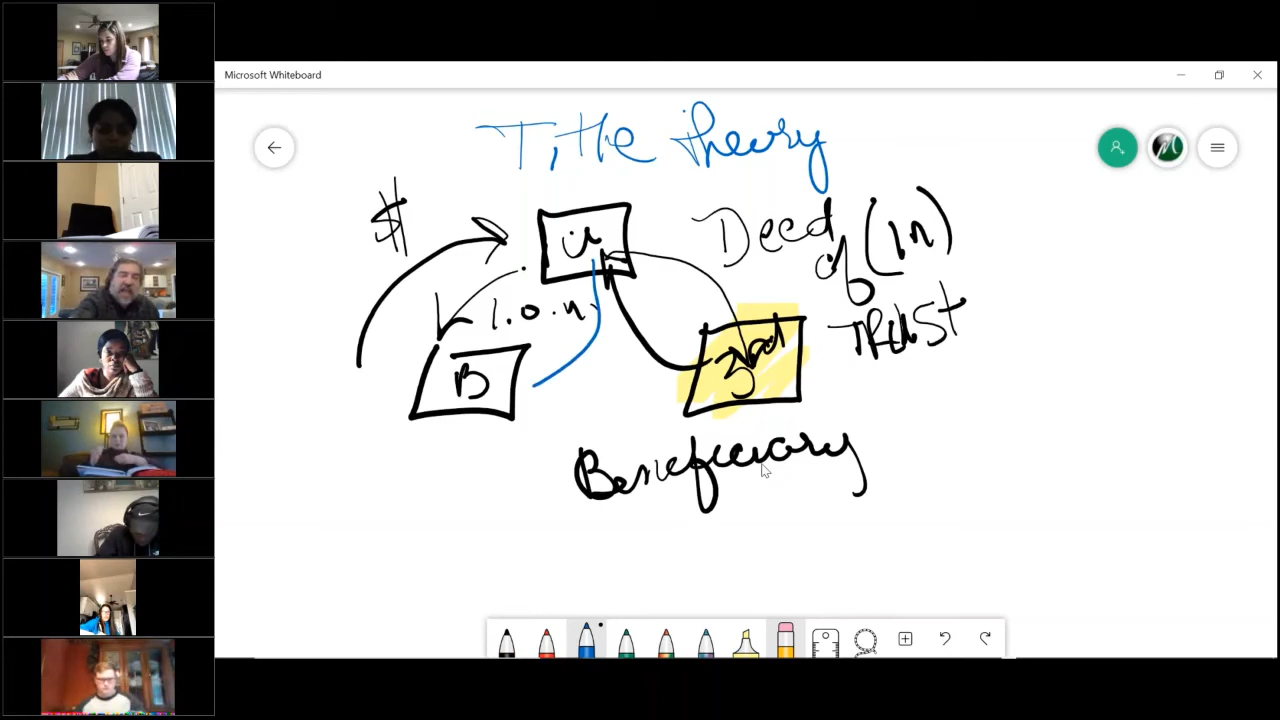 Microsoft Whiteboard
Title Theory
$
Deed
of
(in)
TRUST
I.O.U.
B
3rd
Beneficiary